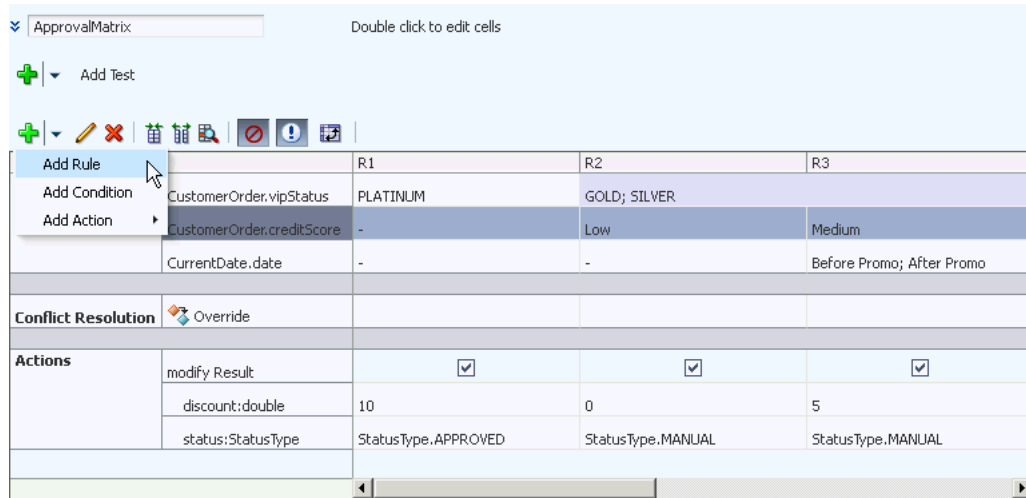 ApprovalMatrix Double click to edit cells
Add Test
Add Rule R1 R2 R3
Add Condition CustomerOrder.vipStatus PLATINUM GOLD; SILVER
Add Action CustomerOrder.creditScore - Low Medium
CurrentDate.date - - Before Promo; After Promo
Conflict Resolution Override
Actions modify Result
discount:double 10 0 5
status:StatusType StatusType.APPROVED StatusType.MANUAL StatusType.MANUAL